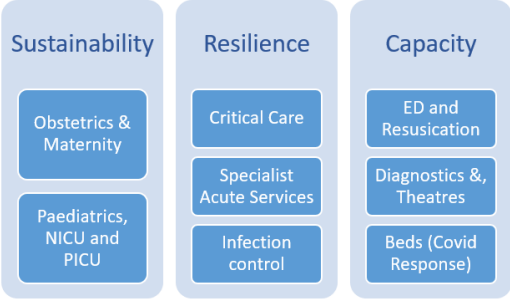 Sustainability
Obstetrics &
Maternity
Paediatrics,
NICU and
PICU
Resilience
Critical Care
Specialist
Acute Services
Infection
control
Capacity
ED and
Resusication
Diagnostics &,
Theatres
Beds (Covid
Response)